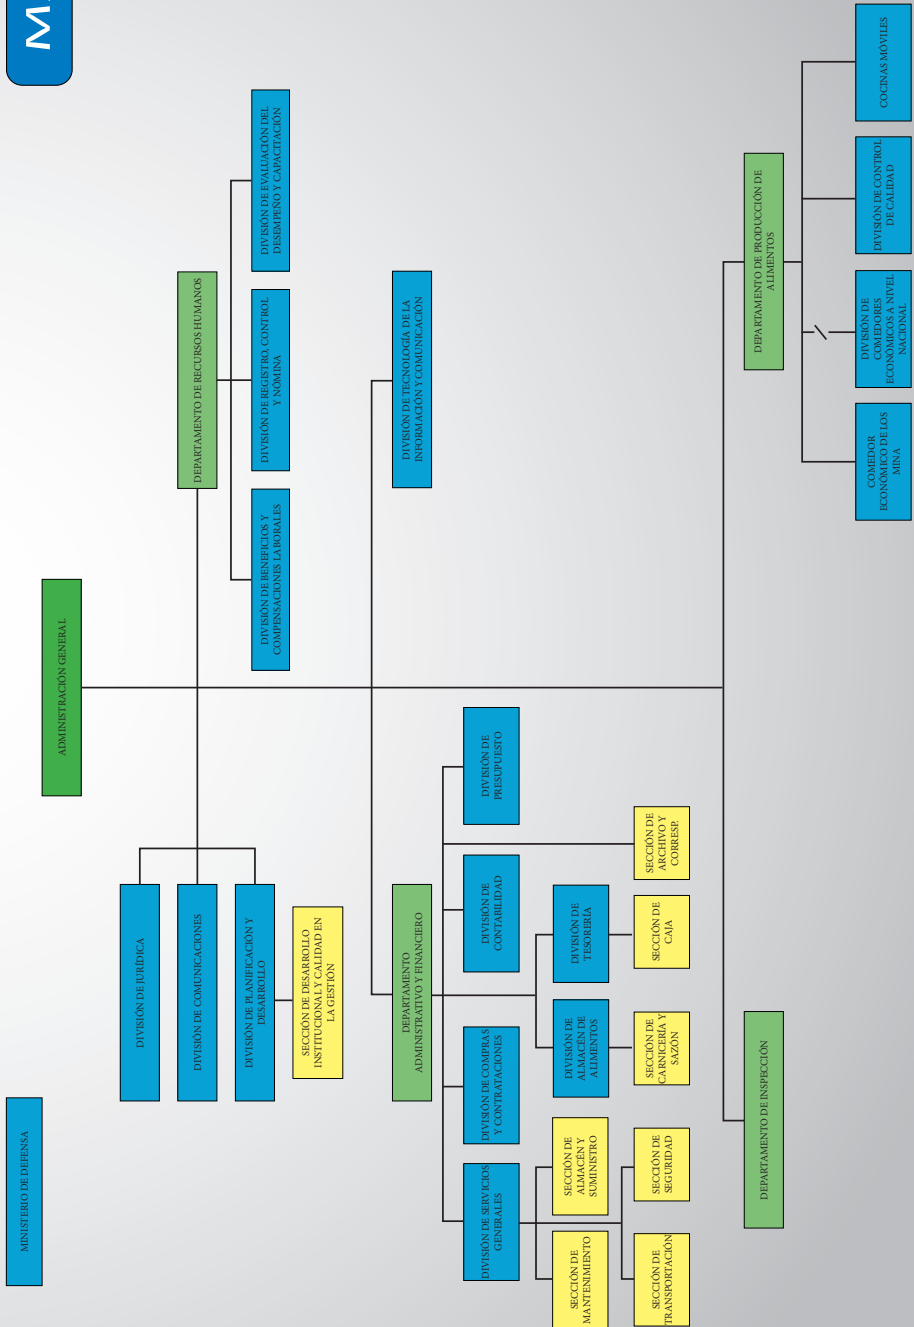 MINISTERIO DE DEFENSA
M
ADMINISTRACIÓN GENERAL
DIVISIÓN DE JURÍDICA
DIVISIÓN DE COMUNICACIONES
DIVISIÓN DE PLANIFICACION Y
DESARROLLO
SECCIÓN DE DESARROLLO
INSTITUCIONAL Y CALIDAD EN
LA GESTIÓN
DEPARTAMENTO DE RECURSOS HUMANOS
DIVISIÓN DE BENEFICIOS Y
COMPENSACIONES LABORALES
DIVISIÓN DE REGISTRO, CONTROL
Y NÓMINA
DIVISIÓN DE EVALUACIÓN DEL
DESEMPEÑO Y CAPACITACIÓN
DEPARTAMENTO
ADMINISTRATIVO Y FINANCIERO
DIVISIÓN DE TECNOLOGÍA DE LA
INFORMACIÓN Y COMUNICACIÓN
DIVISIÓN DE SERVICIOS
GENERALES
DIVISIÓN DE COMPRAS
Y CONTRATACIONES
DIVISIÓN DE
CONTABILIDAD
DIVISIÓN DE
PRESUPUESTO
SECCIÓN DE
MANTENIMIENTO
SECCIÓN DE
ALMACÉN Y
SUMINISTRO
DIVISIÓN DE
ALMACÉN DE
ALIMENTOS
DIVISIÓN DE
TESORERÍA
SECCIÓN DE
TRANSPORTACIÓN
SECCIÓN DE
SEGURIDAD
SECCIÓN DE
CARNICERÍA Y
SAZÓN
SECCIÓN DE
CAJA
SECCIÓN DE
ARCHIVO Y
CORRESP.
DEPARTAMENTO DE INSPECCIÓN
DEPARTAMENTO DE PRODUCCIÓN DE
ALIMENTOS
COMEDOR
ECONÓMICO DE LOS
MINA
DIVISIÓN DE
COMEDORES
ECONÓMICOS A NIVEL
NACIONAL
DIVISIÓN DE CONTROL
DE CALIDAD
COCINAS MÓVILES